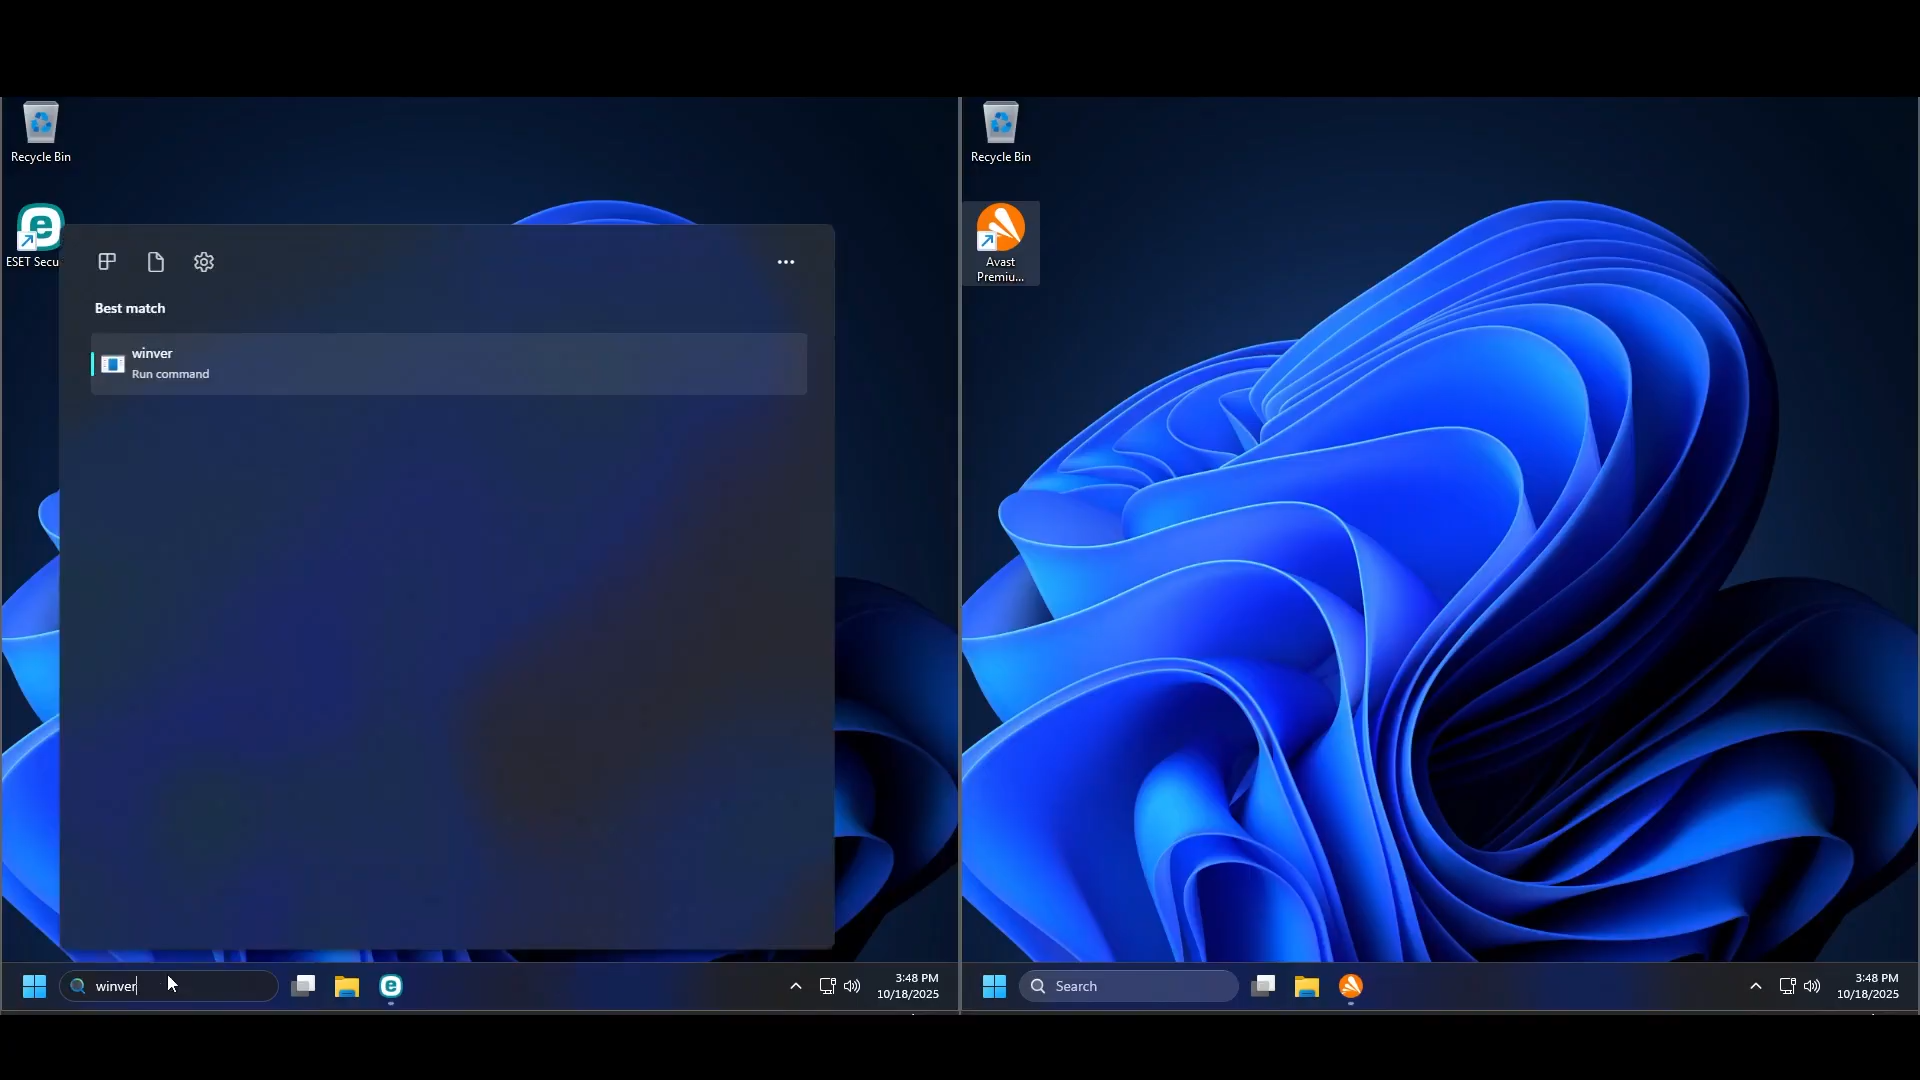 Recycle Bin
ESET Secu
Best match
winver
Run command
winver
3:48 PM
10/18/2025
Recycle Bin
Avast
Premiu...
Search
3:48 PM
10/18/2025